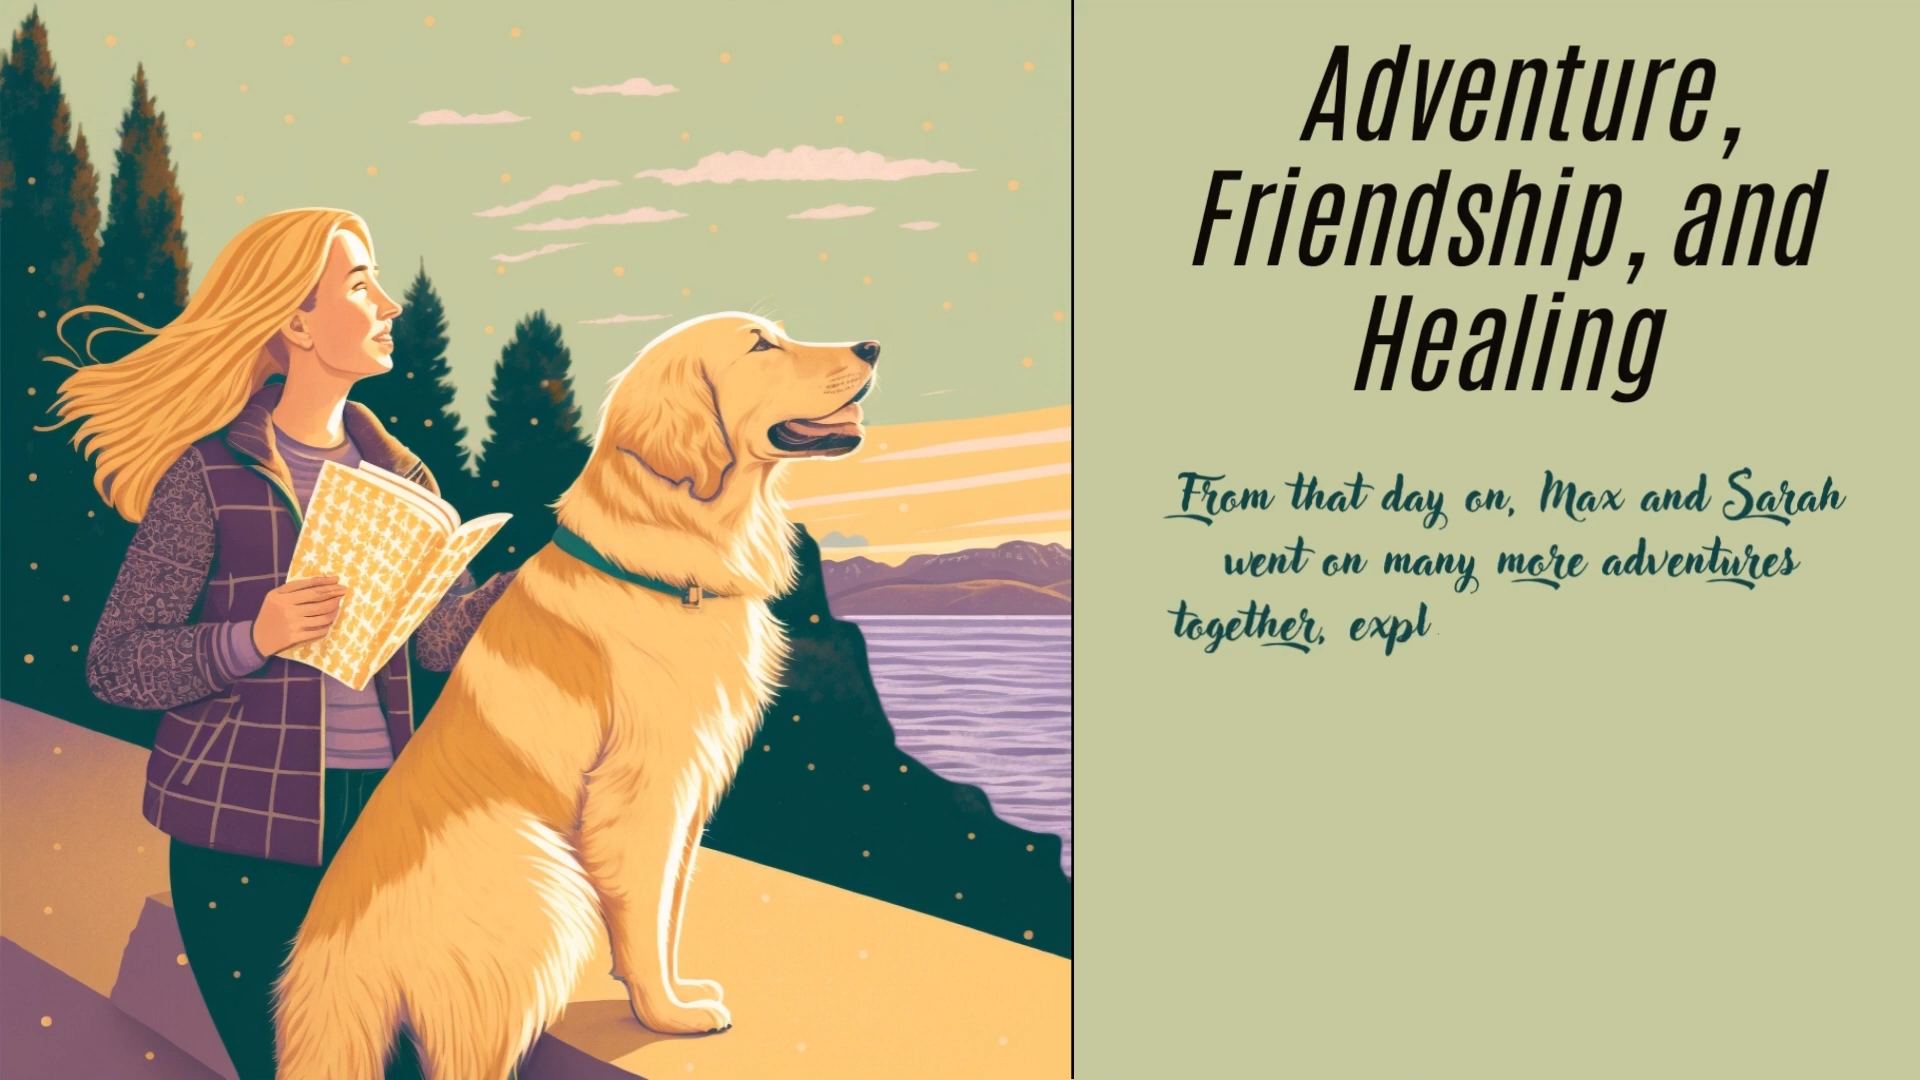 Adventure,
Friendship, and
Healing
From that day on, Max and Sarah
went on many more adventures
together, expl